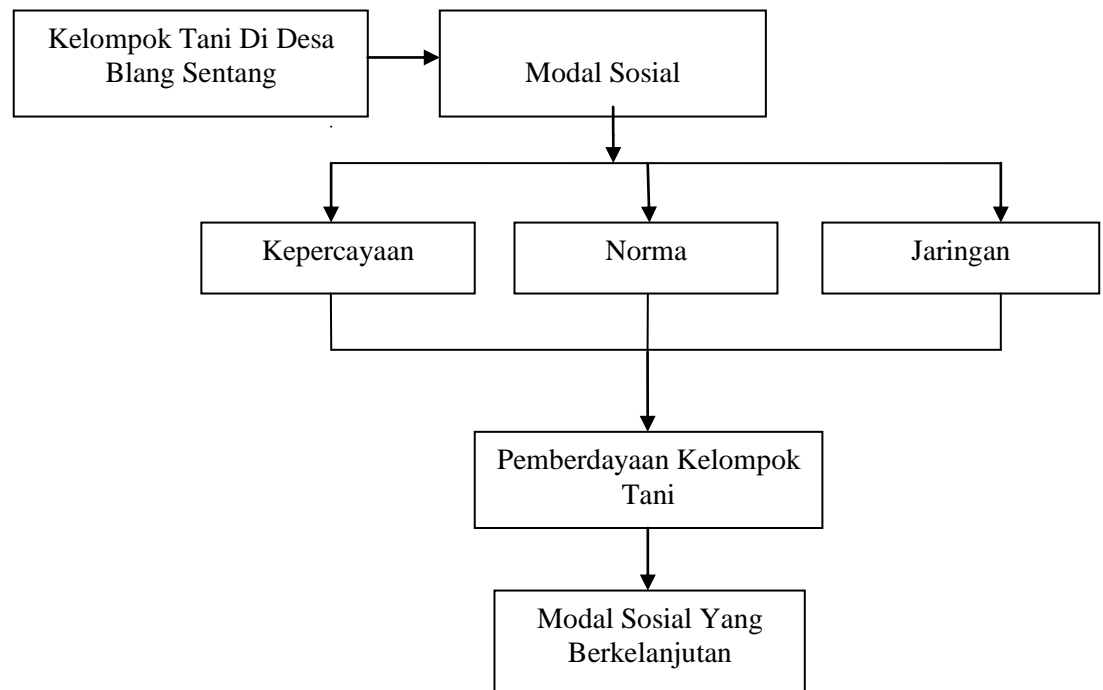 Kelompok Tani Di Desa
Blang Sentang
Modal Sosial
Kepercayaan
Norma
Jaringan
Pemberdayaan Kelompok
Tani
Modal Sosial Yang
Berkelanjutan